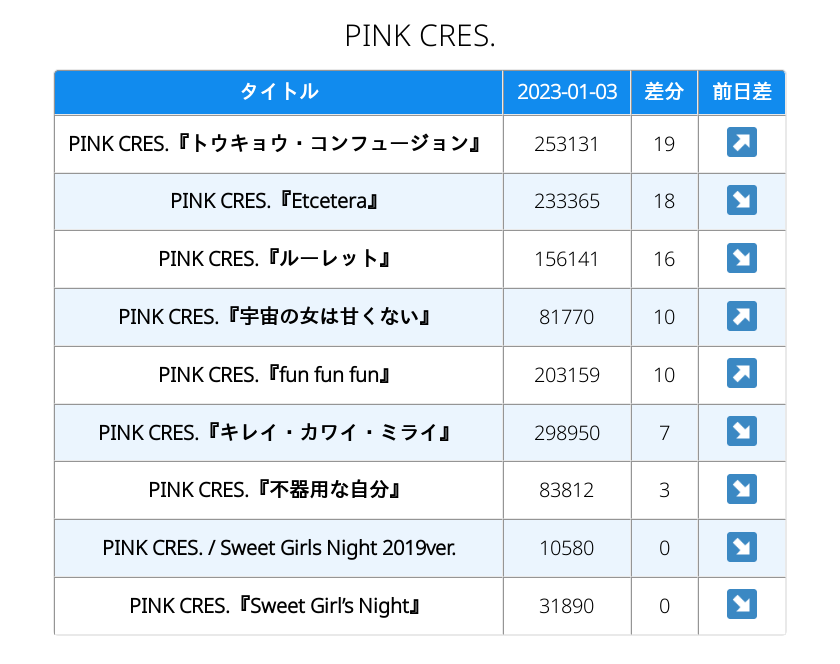 PINK CRES.
タイトル 2023-01-03 差分 前日差
PINK CRES.『トウキョウ・コンフュージョン』 253131 19 ↗
PINK CRES.『Etcetera』 233365 18 ↘
PINK CRES.『ルーレット』 156141 16 ↘
PINK CRES.『宇宙の女は甘くない』 81770 10 ↗
PINK CRES.『fun fun fun』 203159 10 ↗
PINK CRES.『キレイ・カワイ・ミライ』 298950 7 ↘
PINK CRES.『不器用な自分』 83812 3 ↘
PINK CRES. / Sweet Girls Night 2019ver. 10580 0 ↘
PINK CRES.『Sweet Girl’s Night』 31890 0 ↘